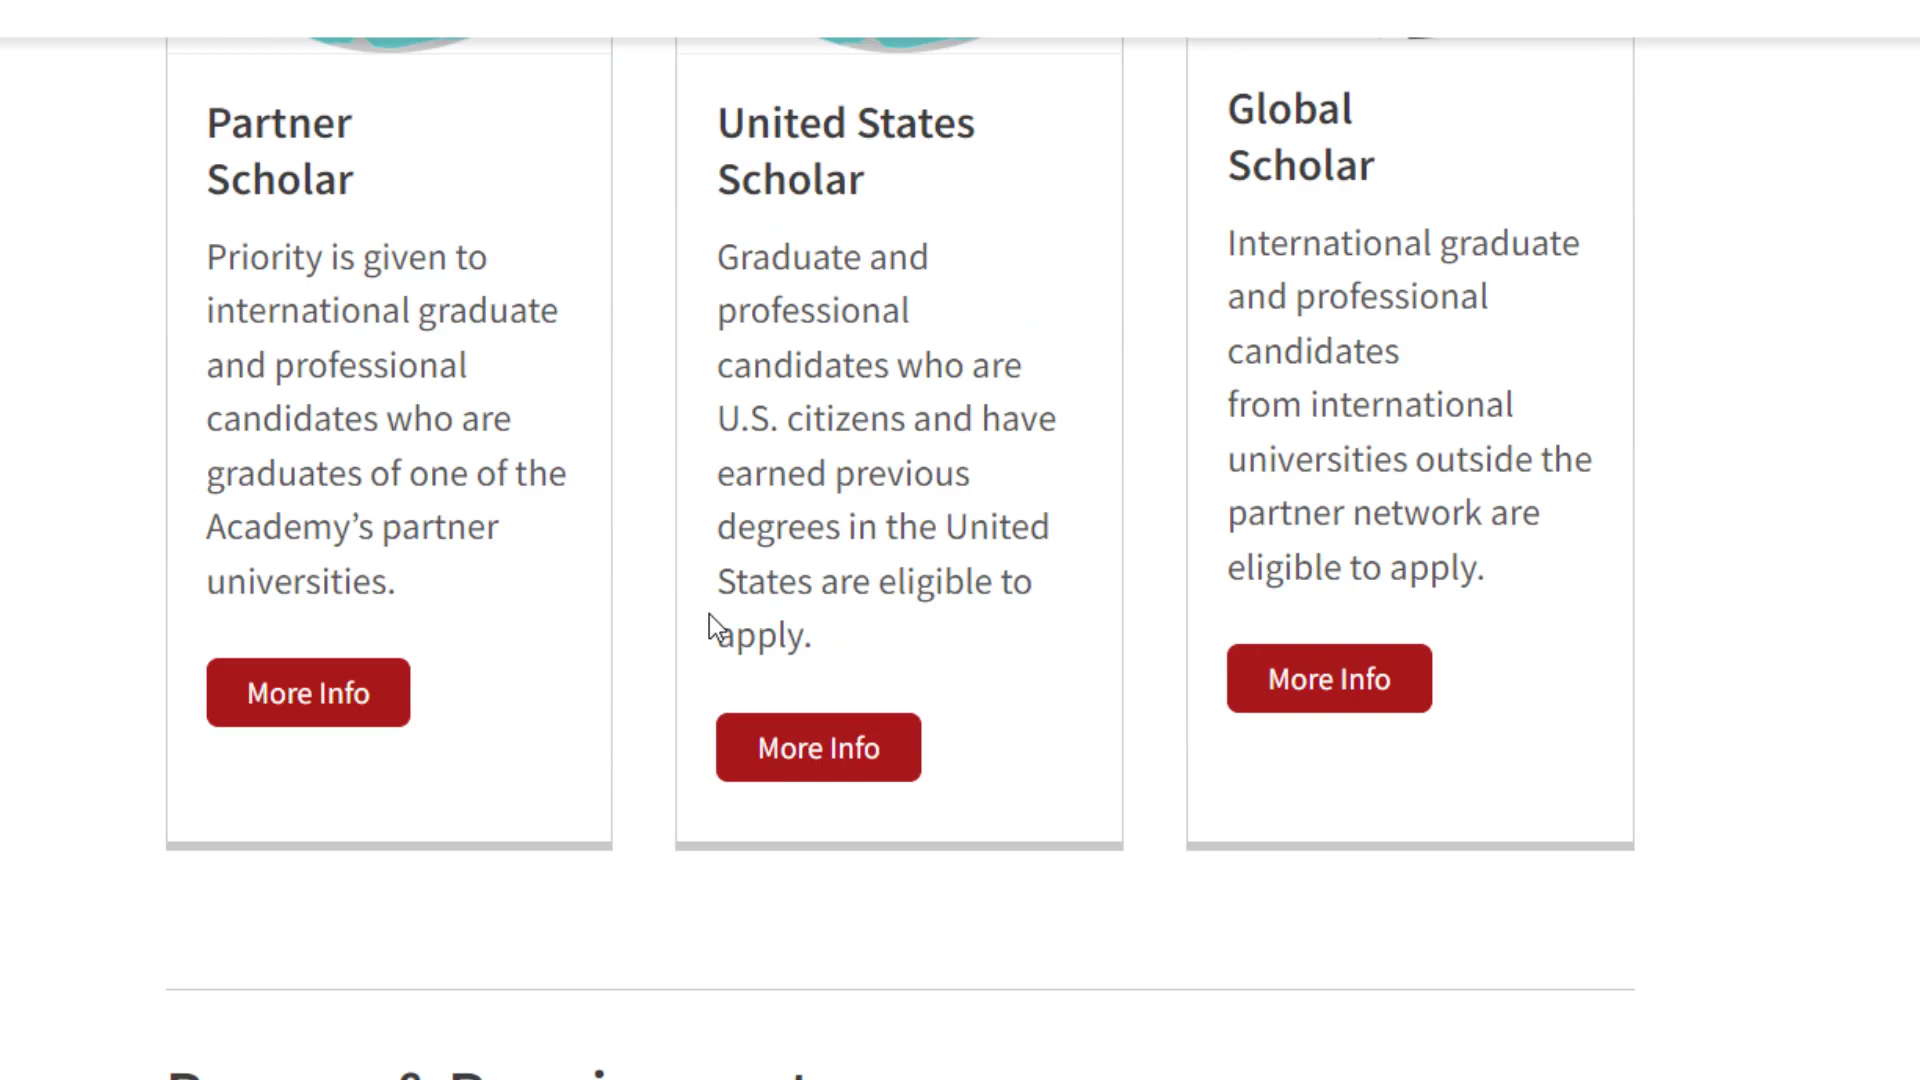 Partner
Scholar
Priority is given to
international graduate
and professional
candidates who are
graduates of one of the
Academy’s partner
universities.
More Info
United States
Scholar
Graduate and
professional
candidates who are
U.S. citizens and have
earned previous
degrees in the United
States are eligible to
apply.
More Info
Global
Scholar
International graduate
and professional
candidates
from international
universities outside the
partner network are
eligible to apply.
More Info